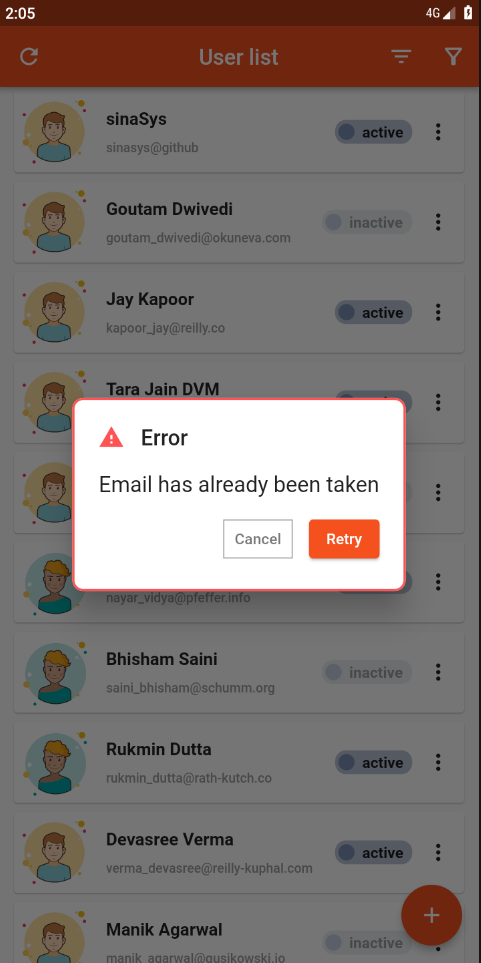 2:05
4G
User list
sinaSys
active
sinasys@github
Goutam Dwivedi
inactive
goutam_dwivedi@okuneva.com
Jay Kapoor
active
kapoor_jay@reilly.co
Tara Jain DVM
Error
Email has already been taken
Cancel
Retry
nayar_vidya@pfeffer.info
Bhisham Saini
inactive
saini_bhisham@schumm.org
Rukmin Dutta
active
rukmin_dutta@rath-kutch.co
Devasree Verma
active
verma_devasree@reilly-kuphal.com
Manik Agarwal
inactive
manik_agarwal@gusikowski.io